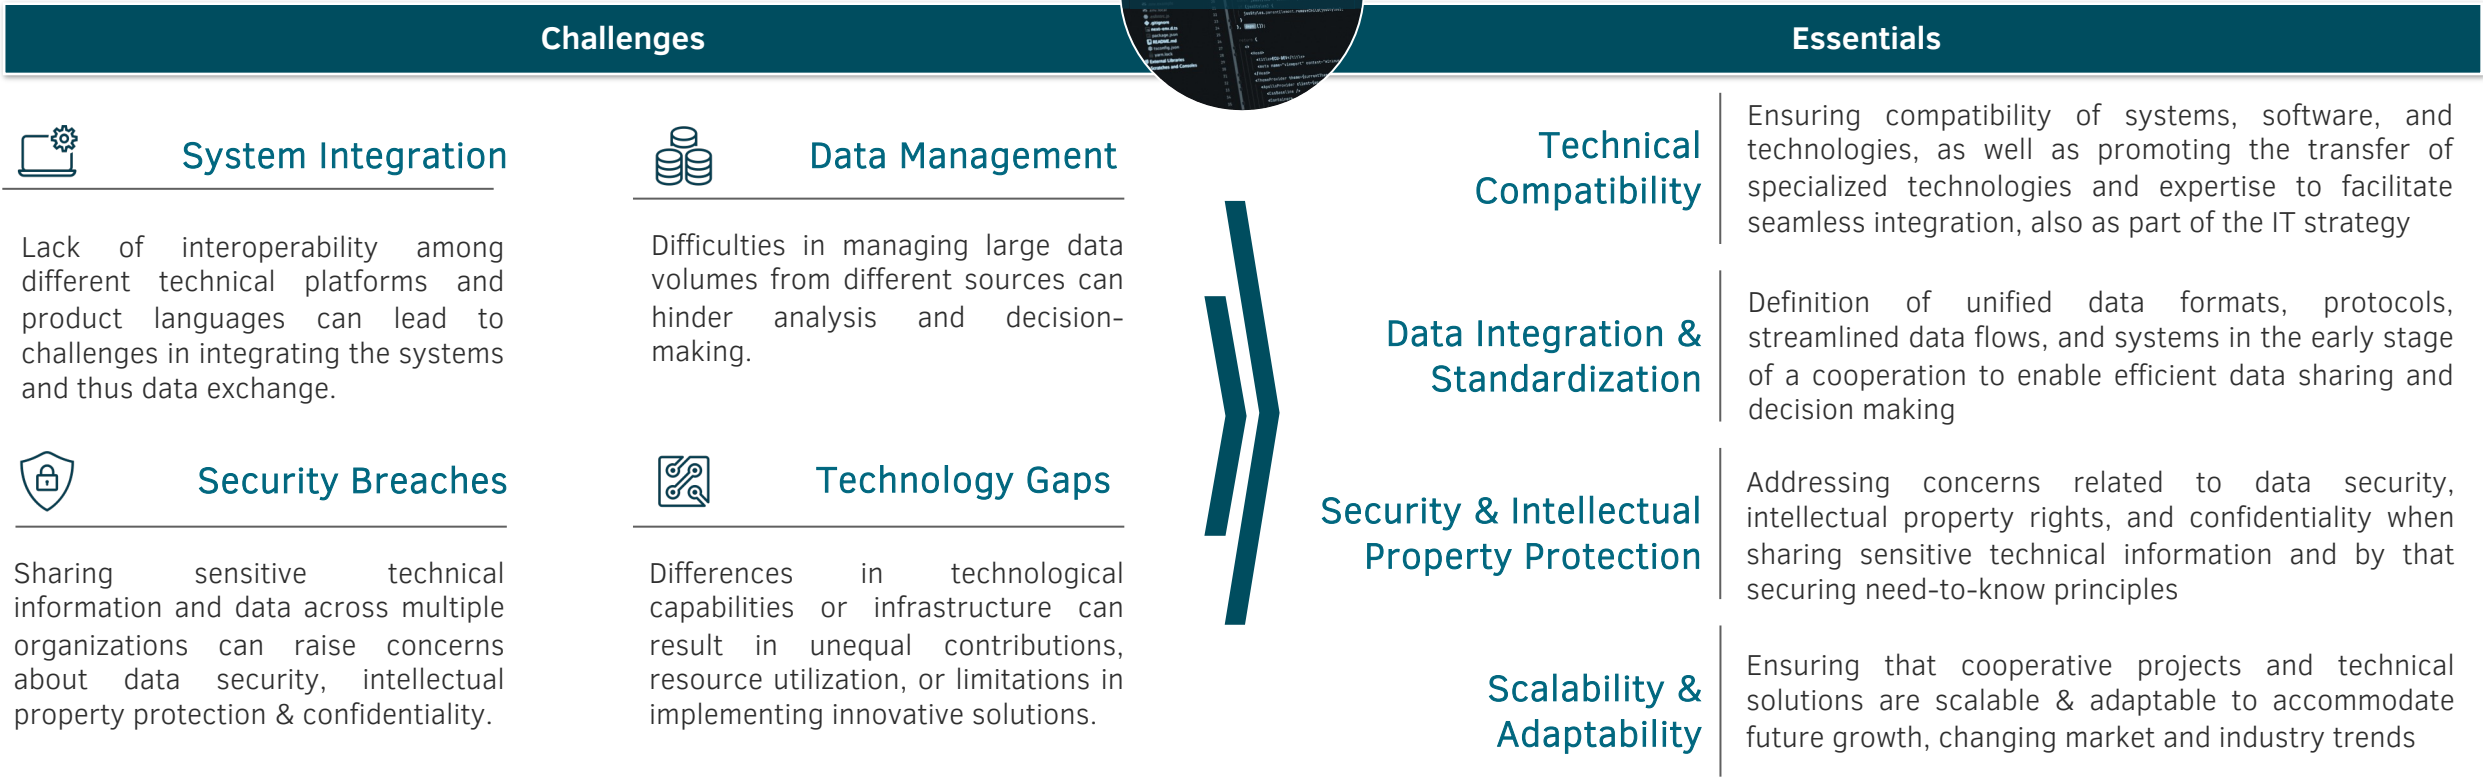 Challenges
Essentials
System Integration
Lack of interoperability among
different technical platforms and
product languages can lead to
challenges in integrating the systems
and thus data exchange.
Data Management
Difficulties in managing large data
volumes from different sources can
hinder analysis and decision-
making.
Security Breaches
Sharing sensitive technical
information and data across multiple
organizations can raise concerns
about data security, intellectual
property protection & confidentiality.
Technology Gaps
Differences in technological
capabilities or infrastructure can
result in unequal contributions,
resource utilization, or limitations in
implementing innovative solutions.
Technical
Compatibility
Ensuring compatibility of systems, software, and
technologies, as well as promoting the transfer of
specialized technologies and expertise to facilitate
seamless integration, also as part of the IT strategy
Data Integration &
Standardization
Definition of unified data formats, protocols,
streamlined data flows, and systems in the early stage
of a cooperation to enable efficient data sharing and
decision making
Security & Intellectual
Property Protection
Addressing concerns related to data security,
intellectual property rights, and confidentiality when
sharing sensitive technical information and by that
securing need-to-know principles
Scalability &
Adaptability
Ensuring that cooperative projects and technical
solutions are scalable & adaptable to accommodate
future growth, changing market and industry trends